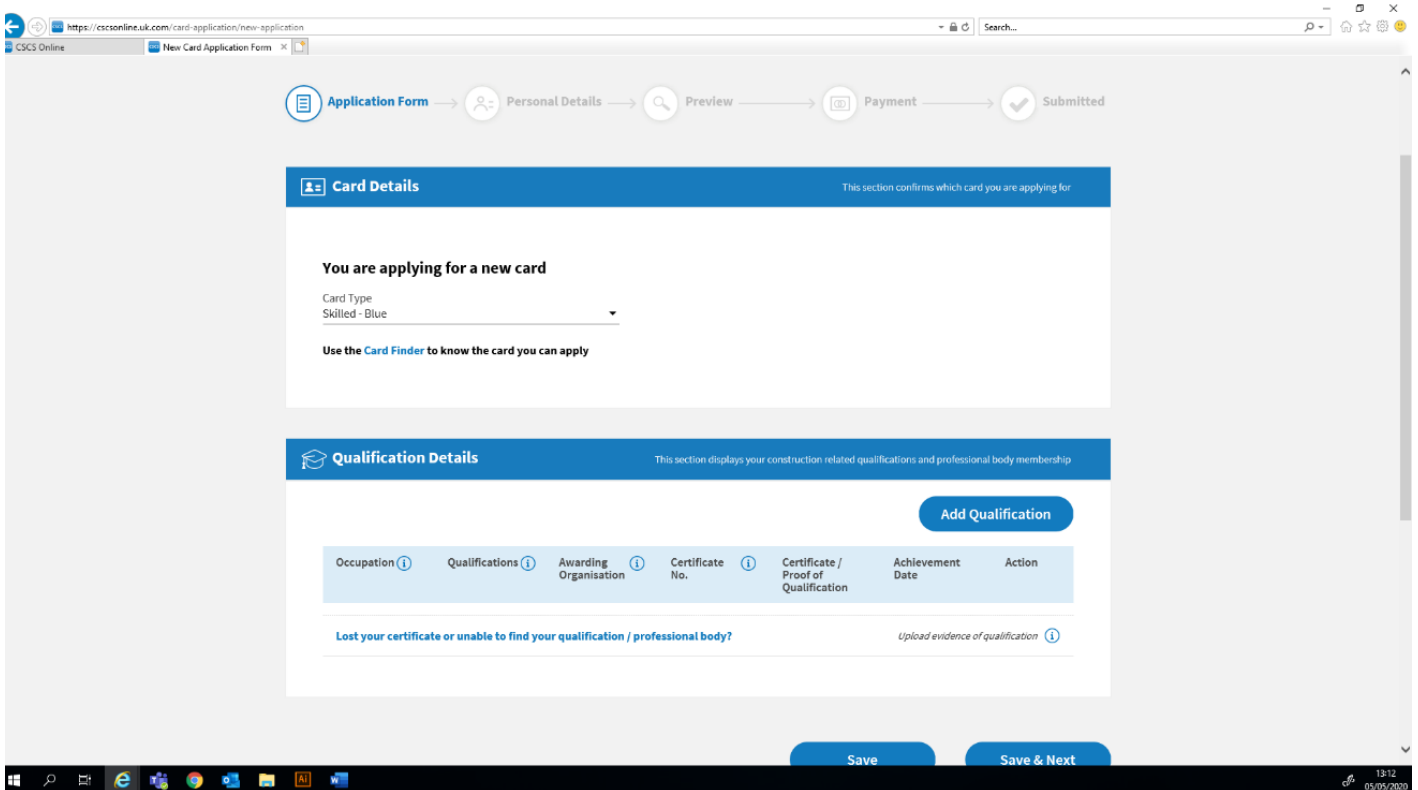 https://cscsonline.uk.com/card-application/new-application
Search...
CSCS Online
New Card Application Form
Application Form
Personal Details
Preview
Payment
Submitted
Card Details
This section confirms which card you are applying for
You are applying for a new card
Card Type
Skilled - Blue
Use the Card Finder to know the card you can apply
Qualification Details
This section displays your construction related qualifications and professional body membership
Add Qualification
Occupation
Qualifications
Awarding
Organisation
Certificate
No.
Certificate /
Proof of
Qualification
Achievement
Date
Action
Lost your certificate or unable to find your qualification / professional body?
Upload evidence of qualification
Save
Save & Next
13:12
05/05/2020